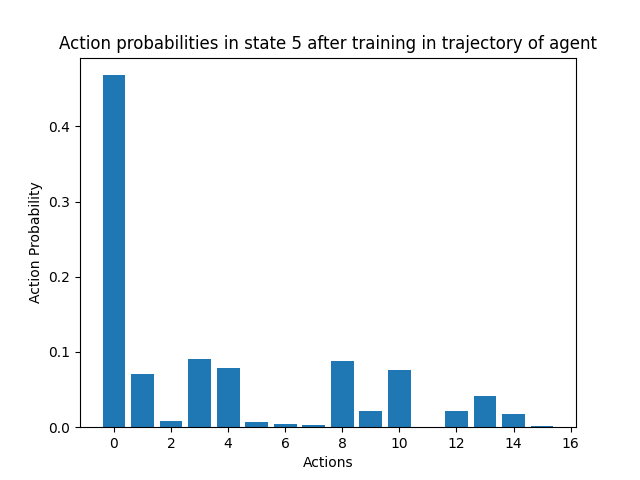 Action probabilities in state 5 after training in trajectory of agent
0.4
0.3
0.2
0.1
0.0
Action Probability
0 2 4 6 8 10 12 14 16
Actions